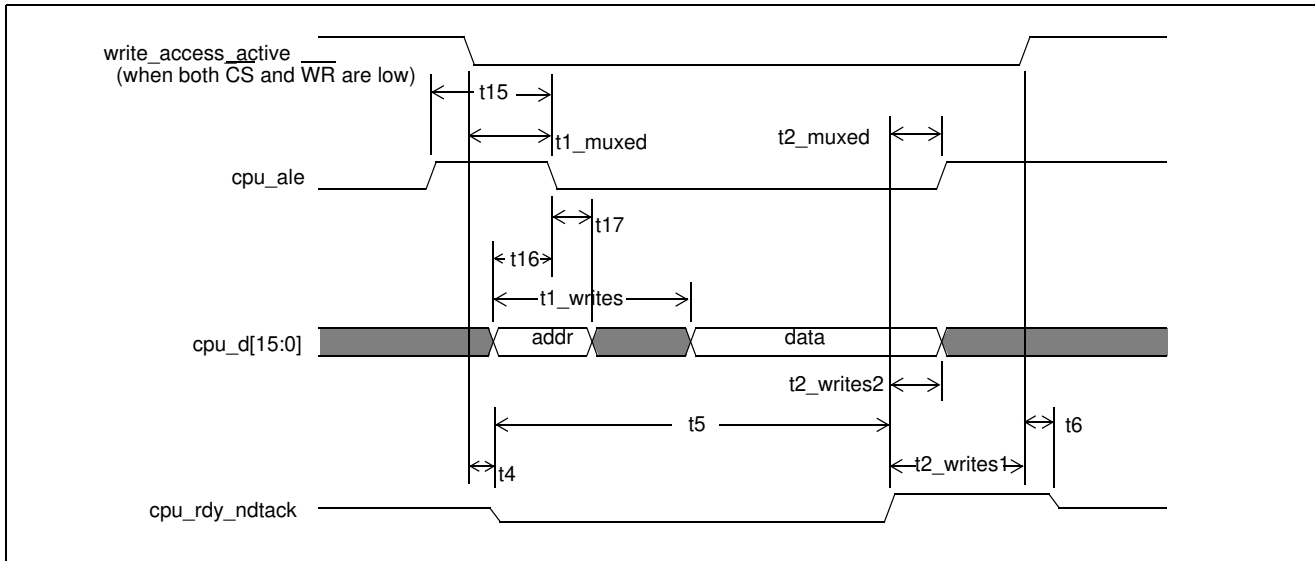 write_access_active
(when both CS and WR are low)
t15
t1_muxed
t2_muxed
cpu_ale
t17
t16
t1_writes
cpu_d[15:0]
addr
data
t2_writes2
t5
t6
t4
t2_writes1
cpu_rdy_ndtack